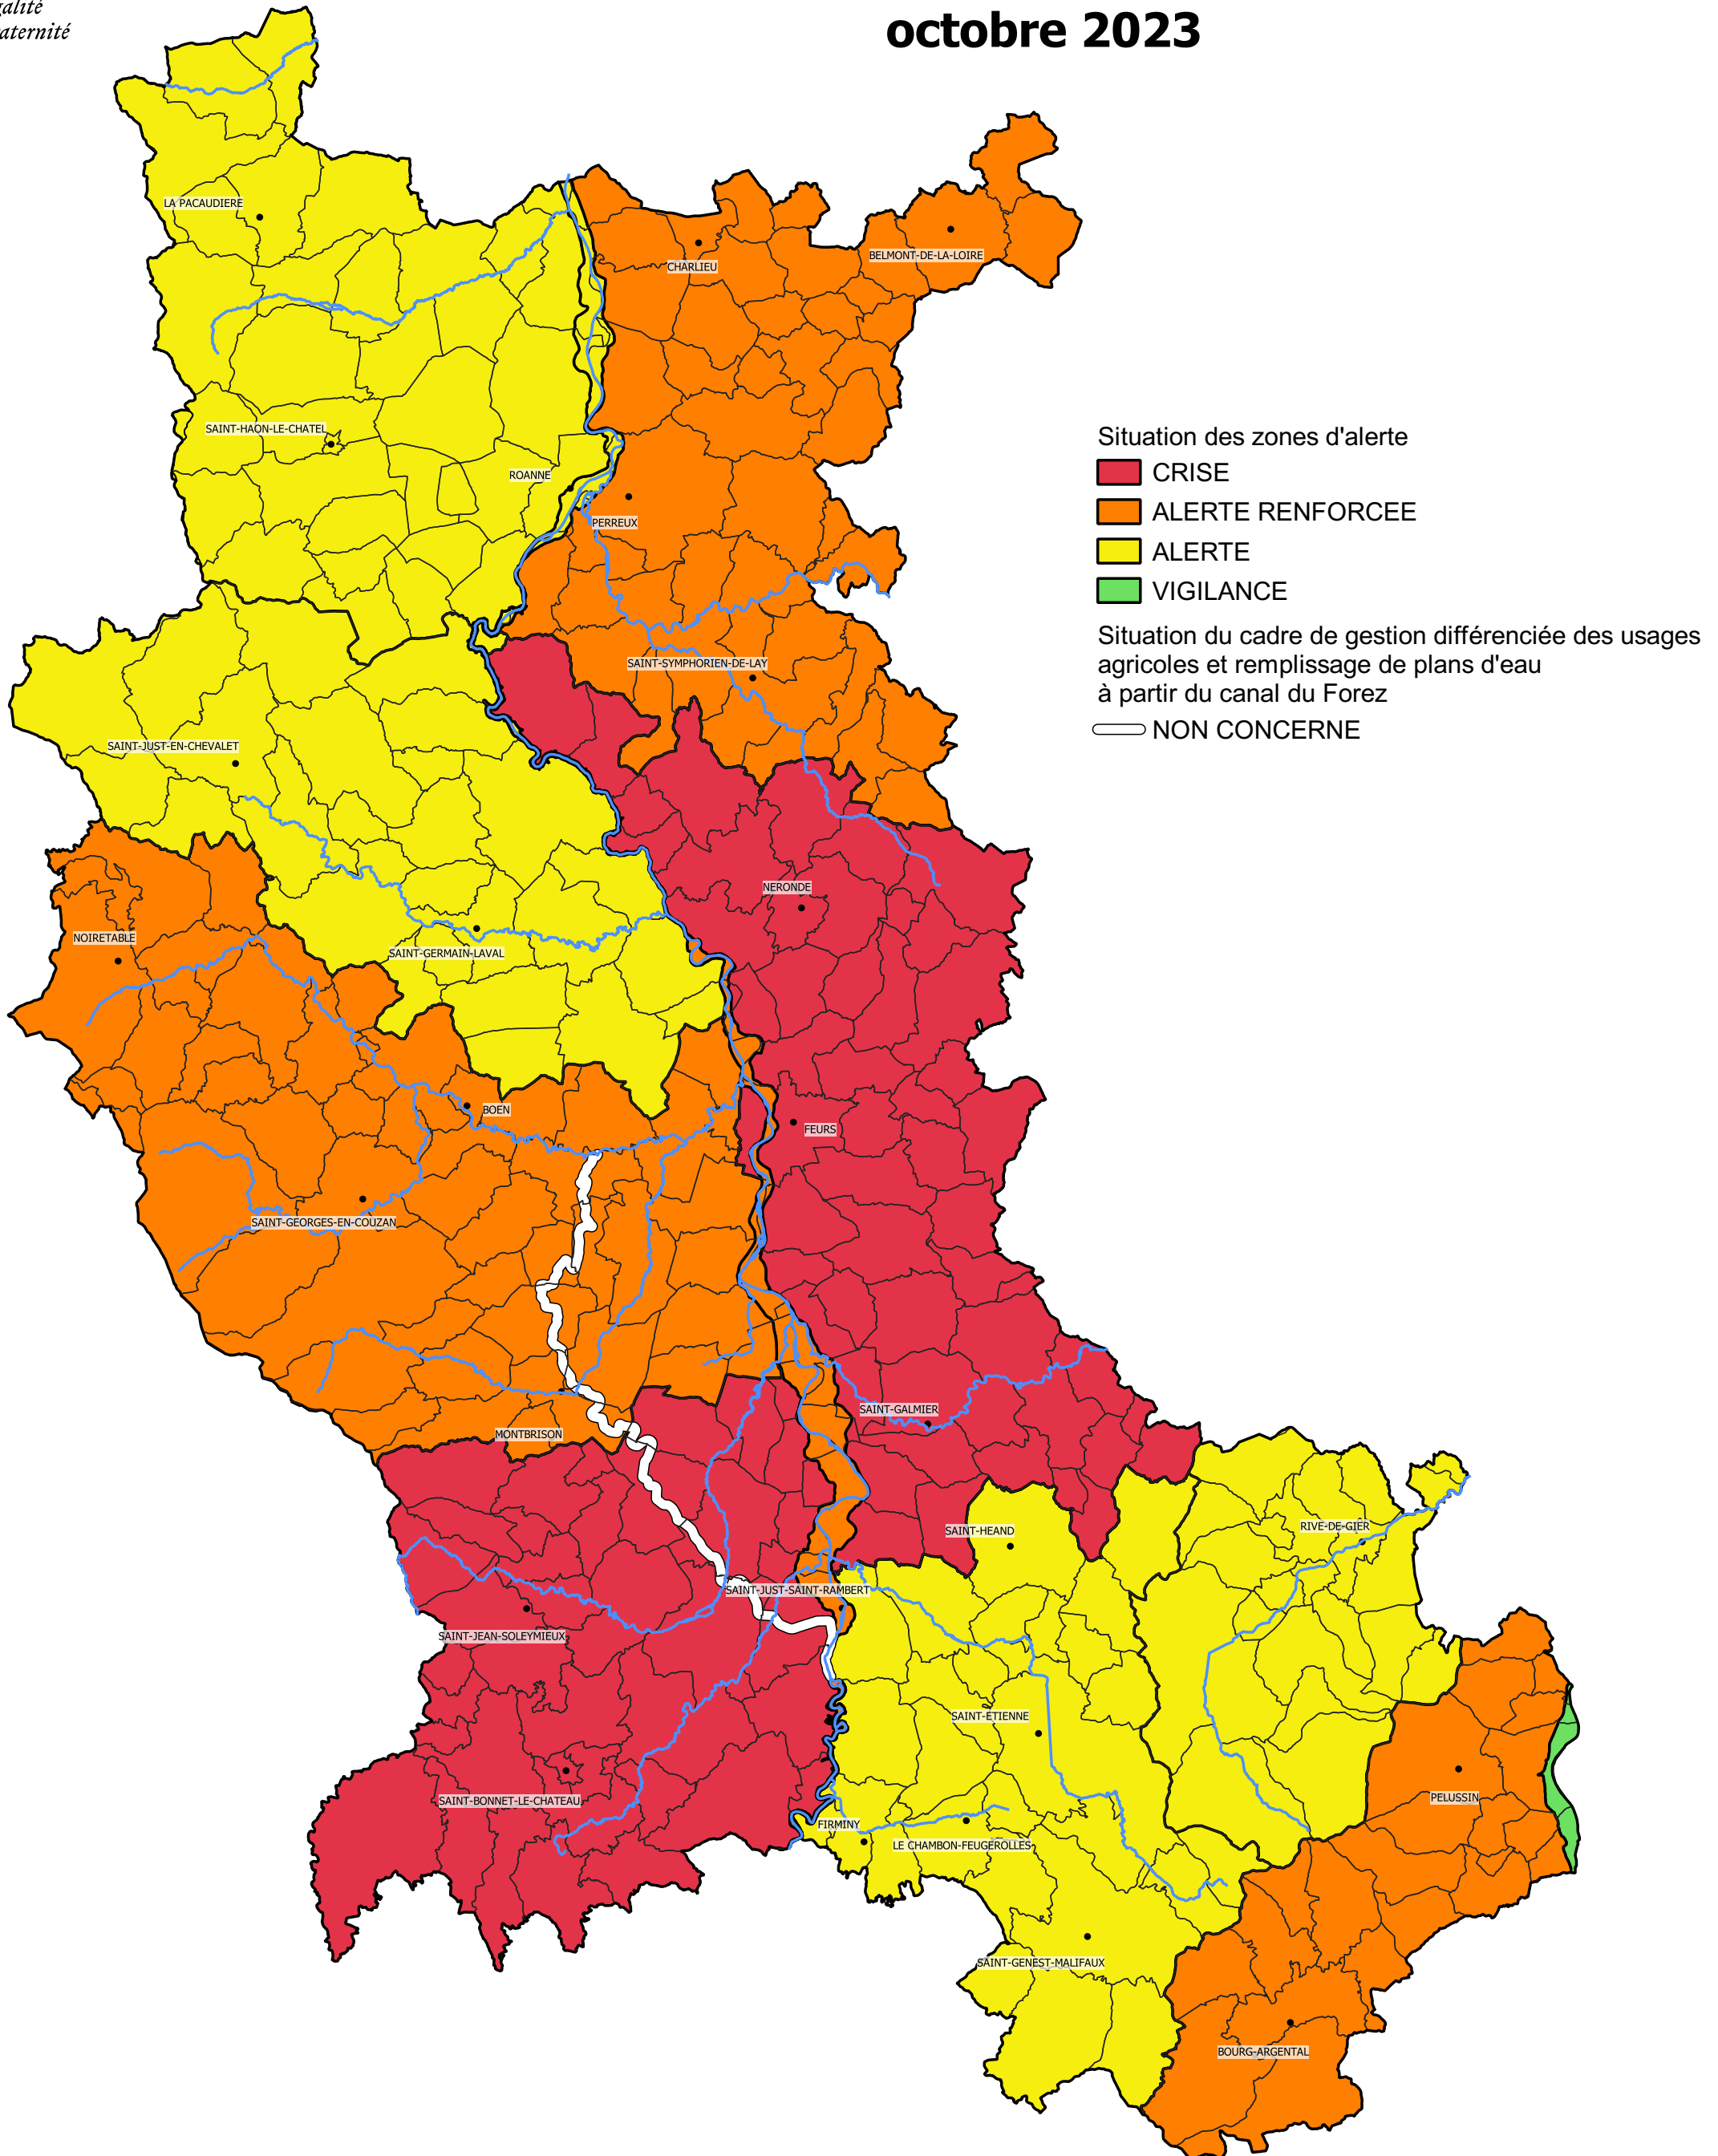 galité
aternité
octobre 2023
LA PACAUDIERE
CHARLIEU
BELMONT-DE-LA-LOIRE
SAINT-HAON-LE-CHATEL
ROANNE
PERREUX
Situation des zones d'alerte
CRISE
ALERTE RENFORCEE
ALERTE
VIGILANCE
Situation du cadre de gestion différenciée des usages
agricoles et remplissage de plans d'eau
à partir du canal du Forez
NON CONCERNE
SAINT-SYMPHORIEN-DE-LAY
SAINT-JUST-EN-CHEVALET
NERONDE
NOIRETABLE
SAINT-GERMAIN-LAVAL
BOEN
FEURS
SAINT-GEORGES-EN-COUZAN
SAINT-GALMIER
MONTBRISON
RIVE-DE-GIER
SAINT-HEAND
SAINT-JUST-SAINT-RAMBERT
SAINT-JEAN-SOLEYMIEUX
SAINT-ETIENNE
PELUSSIN
SAINT-BONNET-LE-CHATEAU
FIRMINY
LE CHAMBON-FEUGEROLLES
SAINT-GENEST-MALIFAUX
BOURG-ARGENTAL